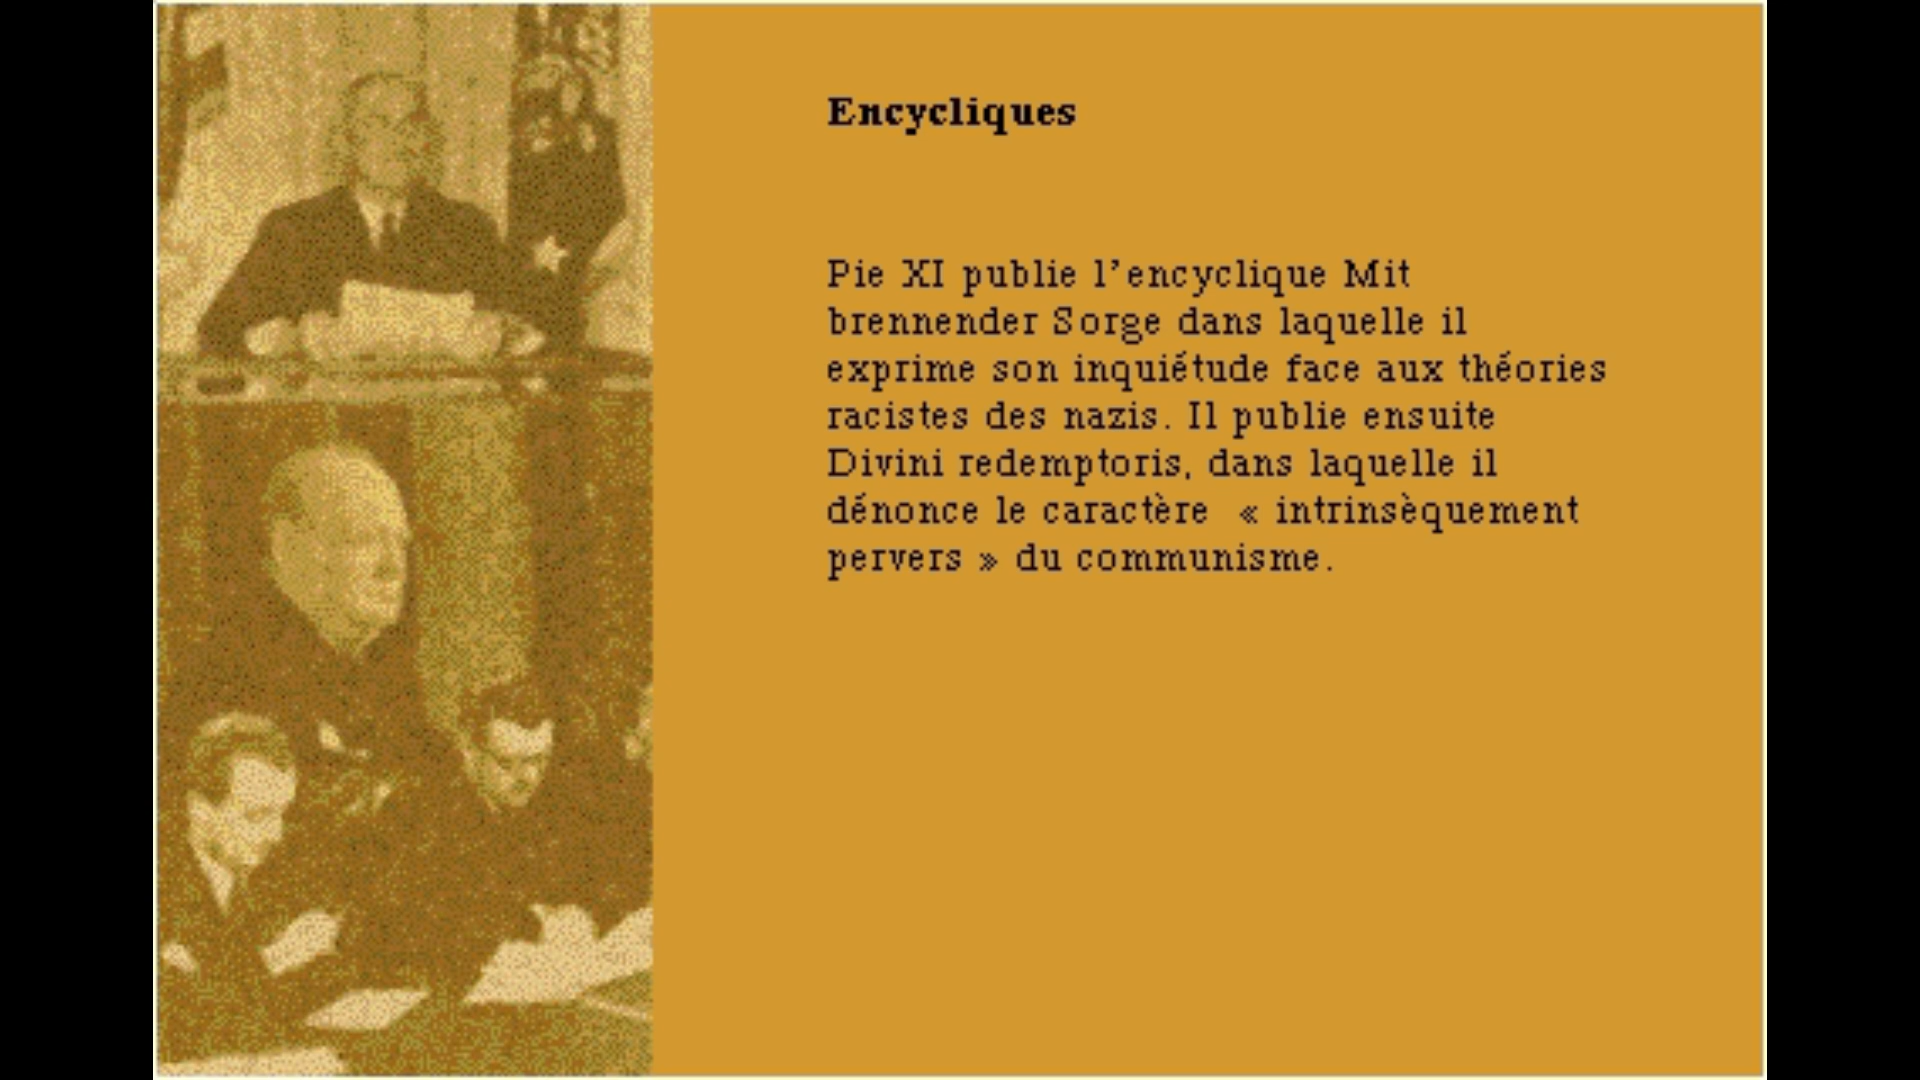 Encycliques
Pie XI publie l'encyclique Mit
brennender Sorge dans laquelle il
exprime son inquiétude face aux théories
racistes des nazis. Il publie ensuite
Divini redemptoris, dans laquelle il
dénonce le caractère  « intrinsèquement
pervers » du communisme.